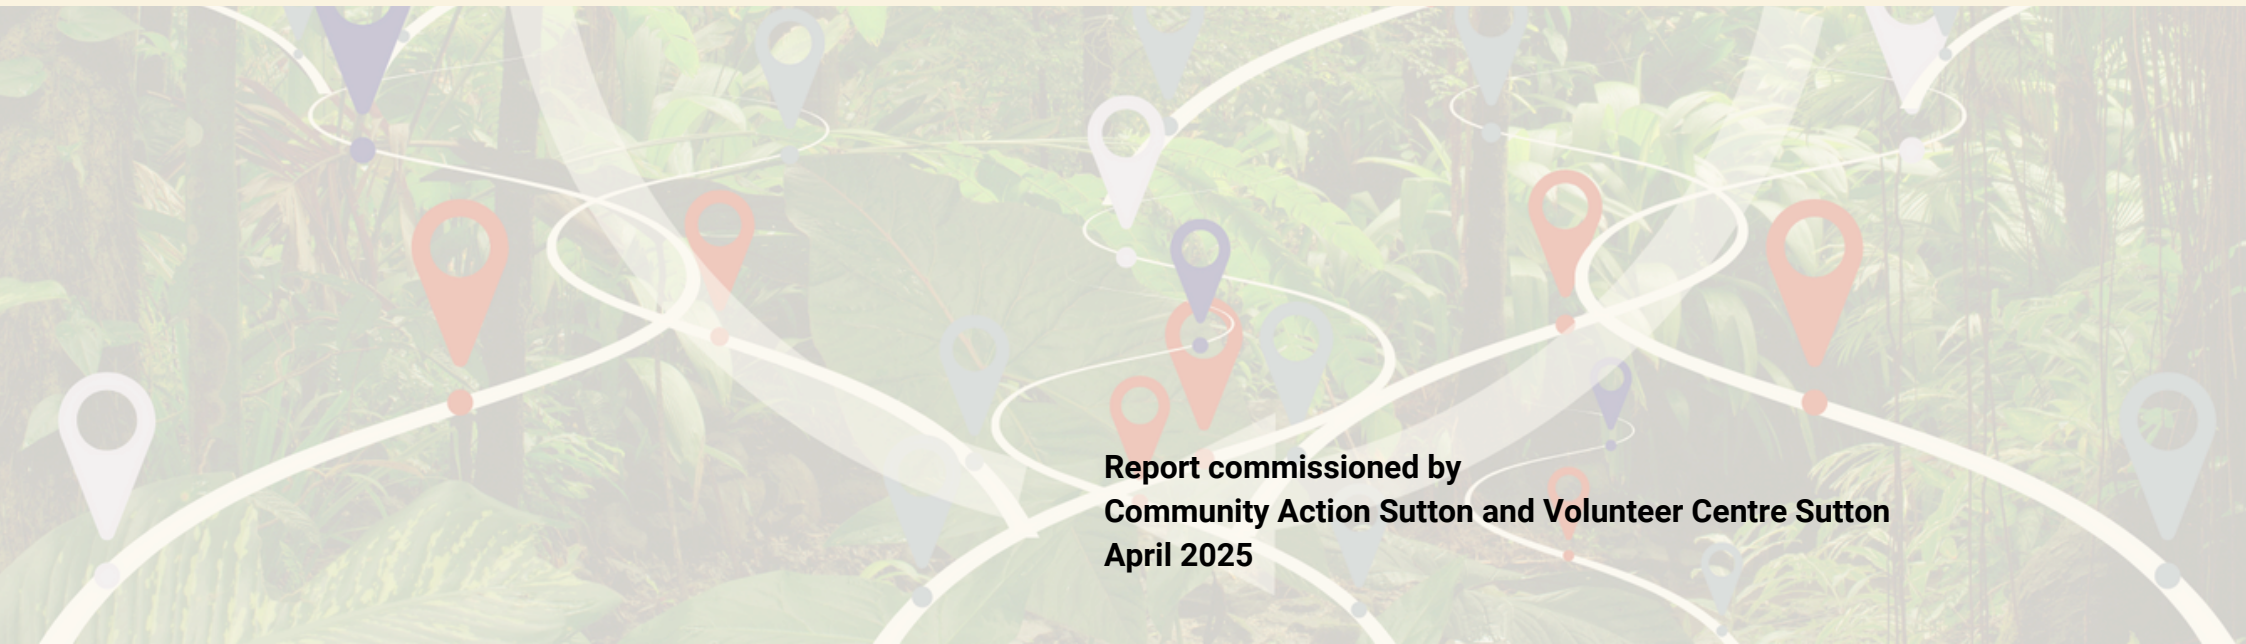 Report commissioned by
Community Action Sutton and Volunteer Centre Sutton
April 2025